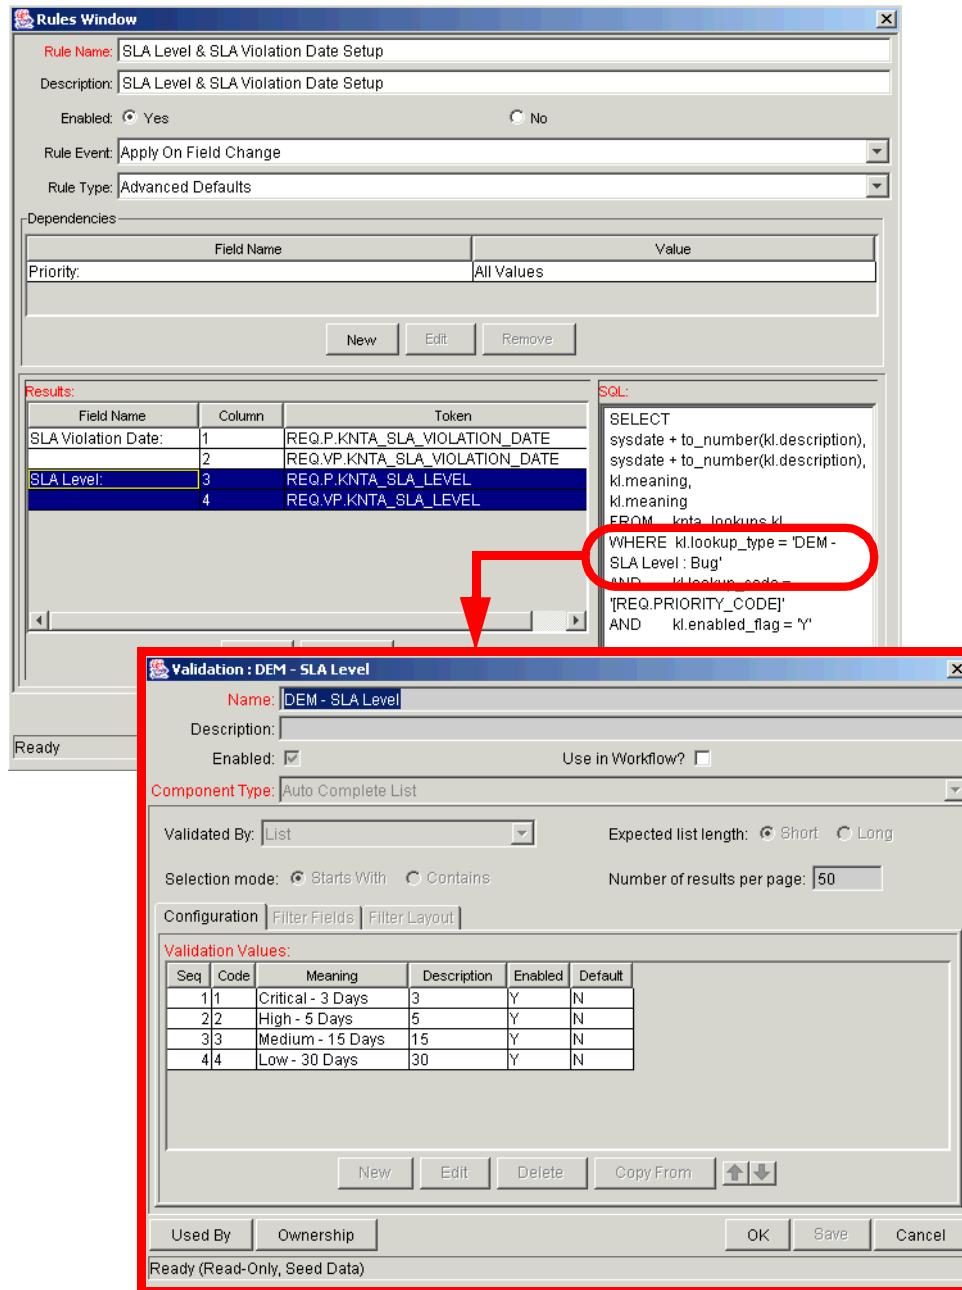 Rules Window
Rule Name: SLA Level & SLA Violation Date Setup
Description: SLA Level & SLA Violation Date Setup
Enabled: Yes No
Rule Event: Apply On Field Change
Rule Type: Advanced Defaults
Dependencies
Field Name Value
Priority: All Values
New Edit Remove
Results:
Field Name Column Token
SLA Violation Date: 1 REQ.P.KNTA_SLA_VIOLATION_DATE
2 REQ.VP.KNTA_SLA_VIOLATION_DATE
SLA Level: 3 REQ.P.KNTA_SLA_LEVEL
4 REQ.VP.KNTA_SLA_LEVEL
SQL:
SELECT
sysdate + to_number(kl.description),
sysdate + to_number(kl.description),
kl.meaning,
kl.meaning
FROM knta_lookups kl
WHERE kl.lookup_type = 'DEM -
SLA Level : Bug'
AND kl.lookup_code =
'[REQ.PRIORITY_CODE]'
AND kl.enabled_flag = 'Y'
Ready
Validation : DEM - SLA Level
Name: DEM - SLA Level
Description:
Enabled: Use in Workflow?
Component Type: Auto Complete List
Validated By: List Expected list length: Short Long
Selection mode: Starts With Contains Number of results per page: 50
Configuration Filter Fields Filter Layout
Validation Values:
Seq Code Meaning Description Enabled Default
1 1 Critical - 3 Days 3 Y N
2 2 High - 5 Days 5 Y N
3 3 Medium - 15 Days 15 Y N
4 4 Low - 30 Days 30 Y N
New Edit Delete Copy From
Used By Ownership OK Save Cancel
Ready (Read-Only, Seed Data)